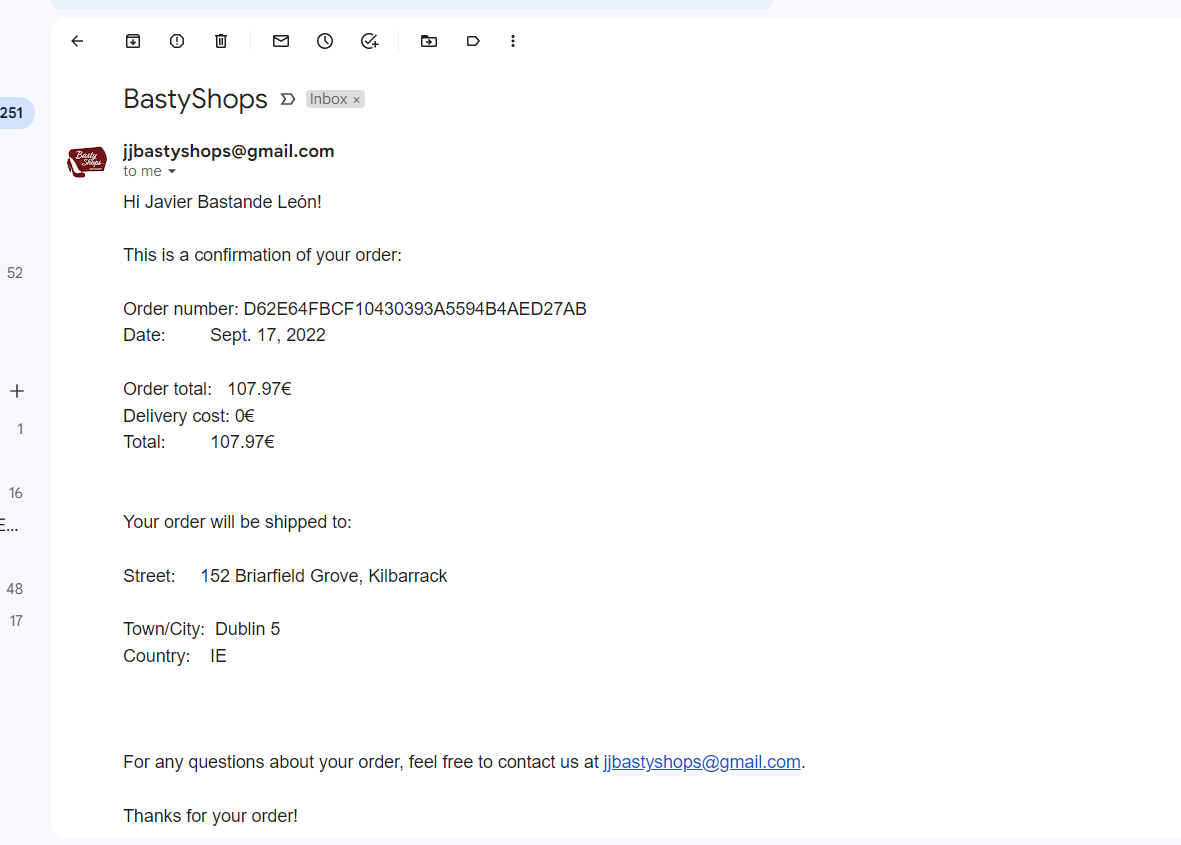 251
52
1
16
E...
48
17
BastyShops Inbox ×
Basty
Shops
jjbastyshops@gmail.com
to me
Hi Javier Bastande León!
This is a confirmation of your order:
Order number: D62E64FBCF10430393A5594B4AED27AB
Date: Sept. 17, 2022
Order total: 107.97€
Delivery cost: 0€
Total: 107.97€
Your order will be shipped to:
Street: 152 Briarfield Grove, Kilbarrack
Town/City: Dublin 5
Country: IE
For any questions about your order, feel free to contact us at jjbastyshops@gmail.com.
Thanks for your order!